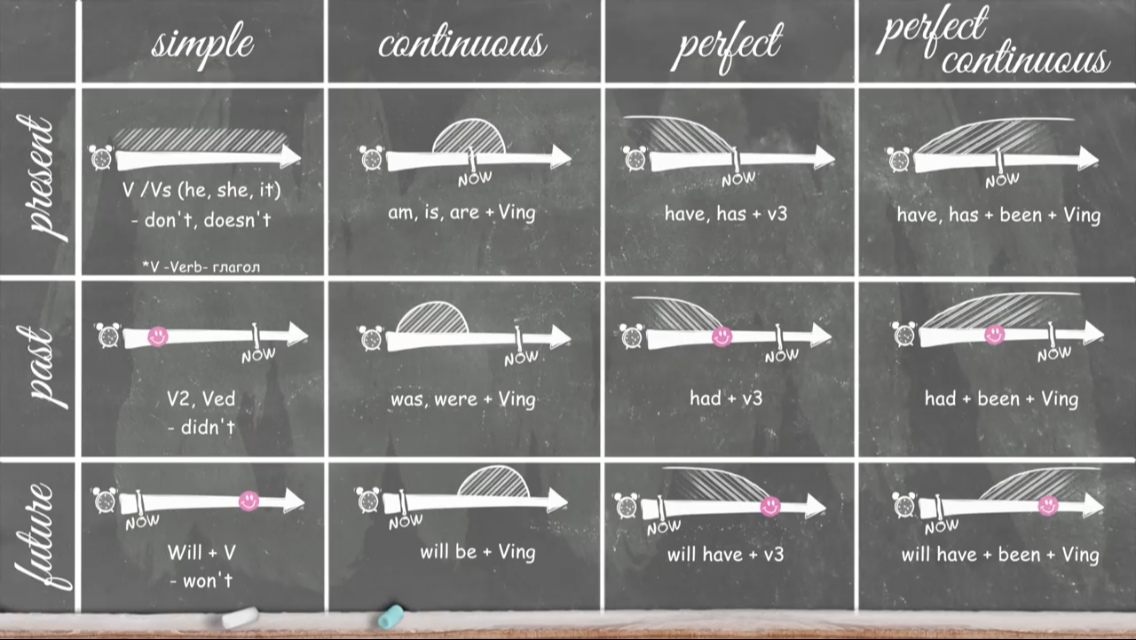 simple
continuous
perfect
perfect
continuous
present
NOW
NOW
NOW
V /Vs (he, she, it)
- don't, doesn't
*V -Verb- глагол
am, is, are + Ving
have, has + v3
have, has + been + Ving
past
NOW
NOW
NOW
NOW
V2, Ved
- didn't
was, were + Ving
had + v3
had + been + Ving
future
NOW
NOW
NOW
NOW
Will + V
- won't
will be + Ving
will have + v3
will have + been + Ving